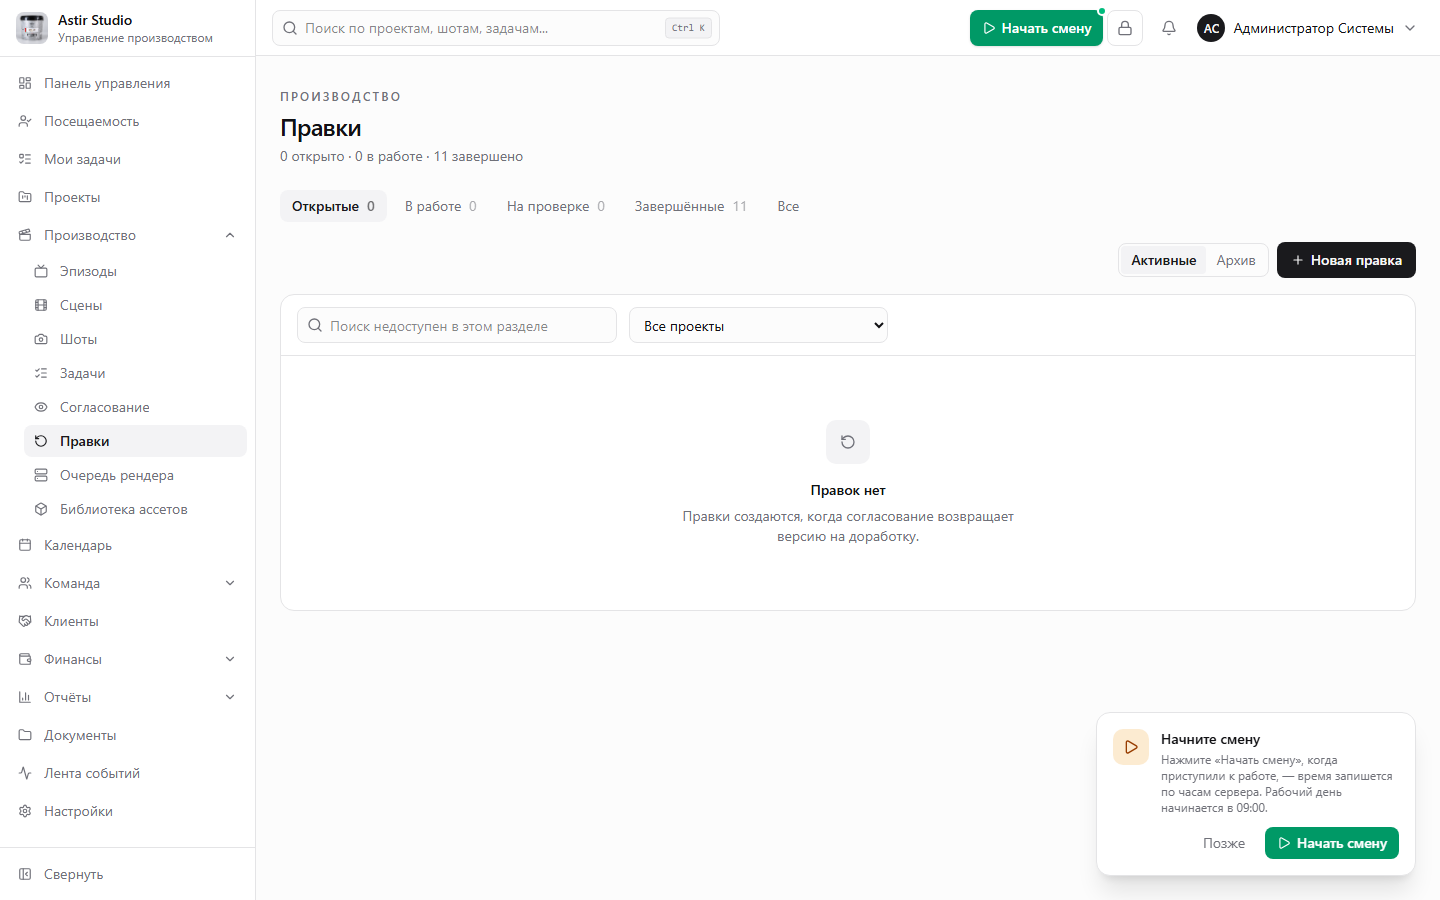 Astir Studio
Управление производством
Поиск по проектам, шотам, задачам...
Ctrl K
Начать смену
АС
Администратор Системы
Панель управления
Посещаемость
Мои задачи
Проекты
Производство
Эпизоды
Сцены
Шоты
Задачи
Согласование
Правки
Очередь рендера
Библиотека ассетов
Календарь
Команда
Клиенты
Финансы
Отчёты
Документы
Лента событий
Настройки
Свернуть
ПРОИЗВОДСТВО
Правки
0 открыто · 0 в работе · 11 завершено
Открытые 0
В работе 0
На проверке 0
Завершённые 11
Все
Активные
Архив
Новая правка
Поиск недоступен в этом разделе
Все проекты
Правок нет
Правки создаются, когда согласование возвращает
версию на доработку.
Начните смену
Нажмите «Начать смену», когда
приступили к работе, — время запишется
по часам сервера. Рабочий день
начинается в 09:00.
Позже
Начать смену